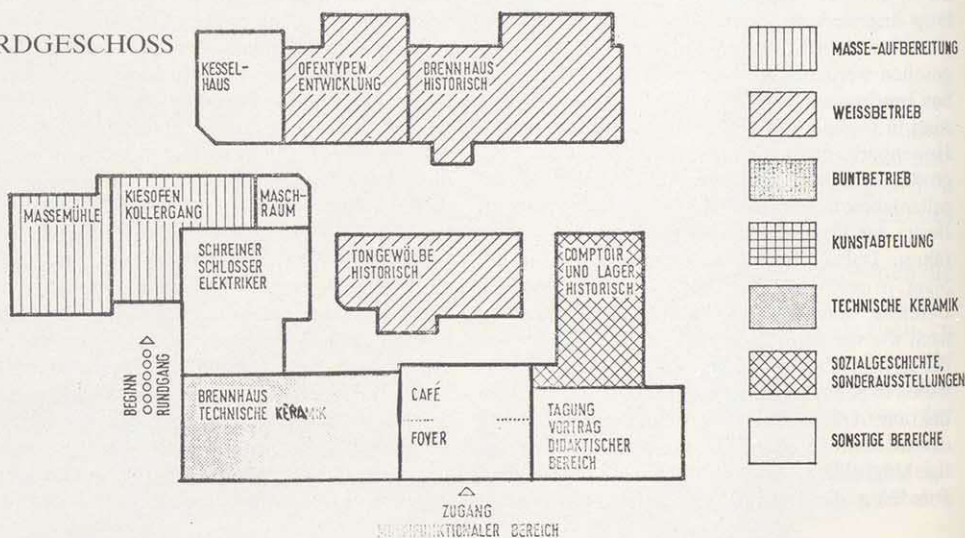 RDGESCHOSS
KESSEL-
HAUS
OFENTYPEN
ENTWICKLUNG
BRENNHAUS
HISTORISCH
MASSEMÜHLE
KIESOFEN
KOLLERGANG
MASCH-
RAUM
SCHREINER
SCHLOSSER
ELEKTRIKER
TONGEWÖLBE
HISTORISCH
COMPTOIR
UND LAGER
HISTORISCH
BEGINN
RUNDGANG
BRENNHAUS
TECHNISCHE KERAMIK
CAFÉ
FOYER
TAGUNG
VORTRAG
DIDAKTISCHER
BEREICH
ZUGANG
MULTIFUNKTIONALER BEREICH
MASSE-AUFBEREITUNG
WEISSBETRIEB
BUNTBETRIEB
KUNSTABTEILUNG
TECHNISCHE KERAMIK
SOZIALGESCHICHTE,
SONDERAUSSTELLUNGEN
SONSTIGE BEREICHE